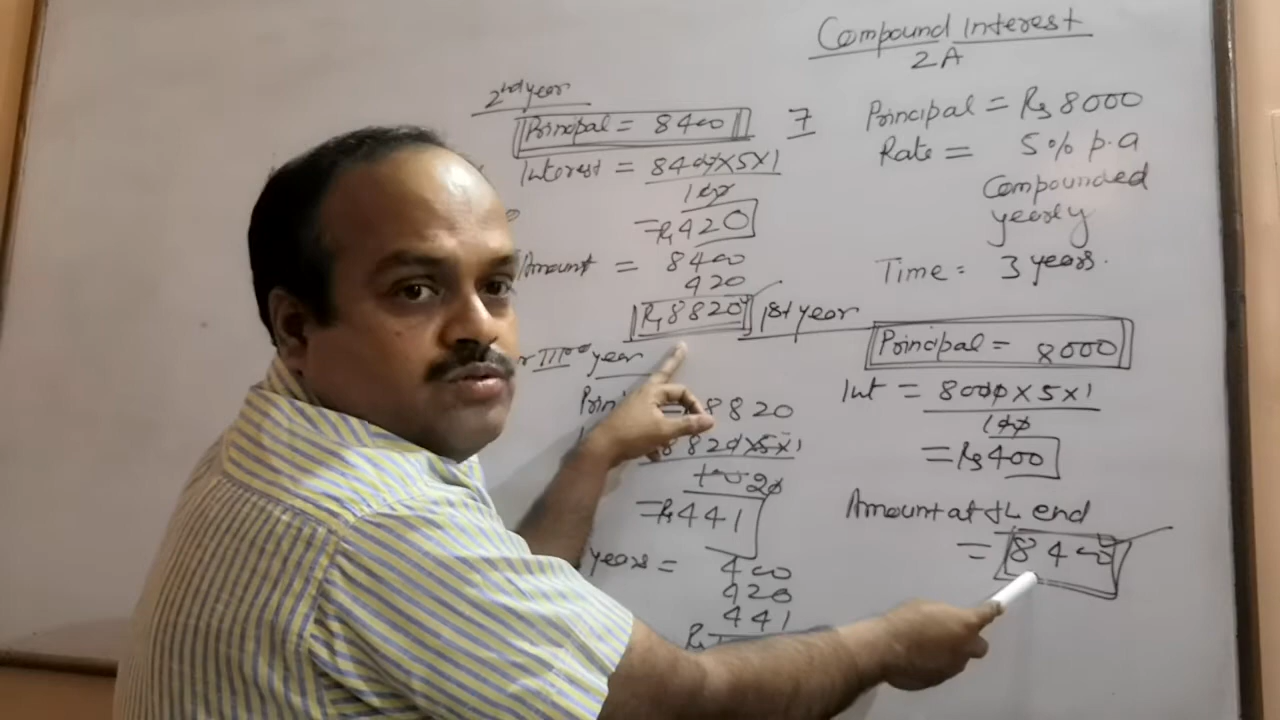 Compound Interest
2A
7
Principal = Rs 8000
Rate = 5% p.a
Compounded
yearly
Time = 3 years.
Principal = 8000
Int = 8000 X 5 X 1
100
= Rs 400
Amount at the end
= 8400
1st year
2nd year
Principal = 8400
Interest = 8400 X 5 X 1
100
= Rs 420
Amount = 8400
420
Rs 8820
year
8820
8820 X 5 X 1
100 20
= Rs 441
years = 400
420
441
Rs